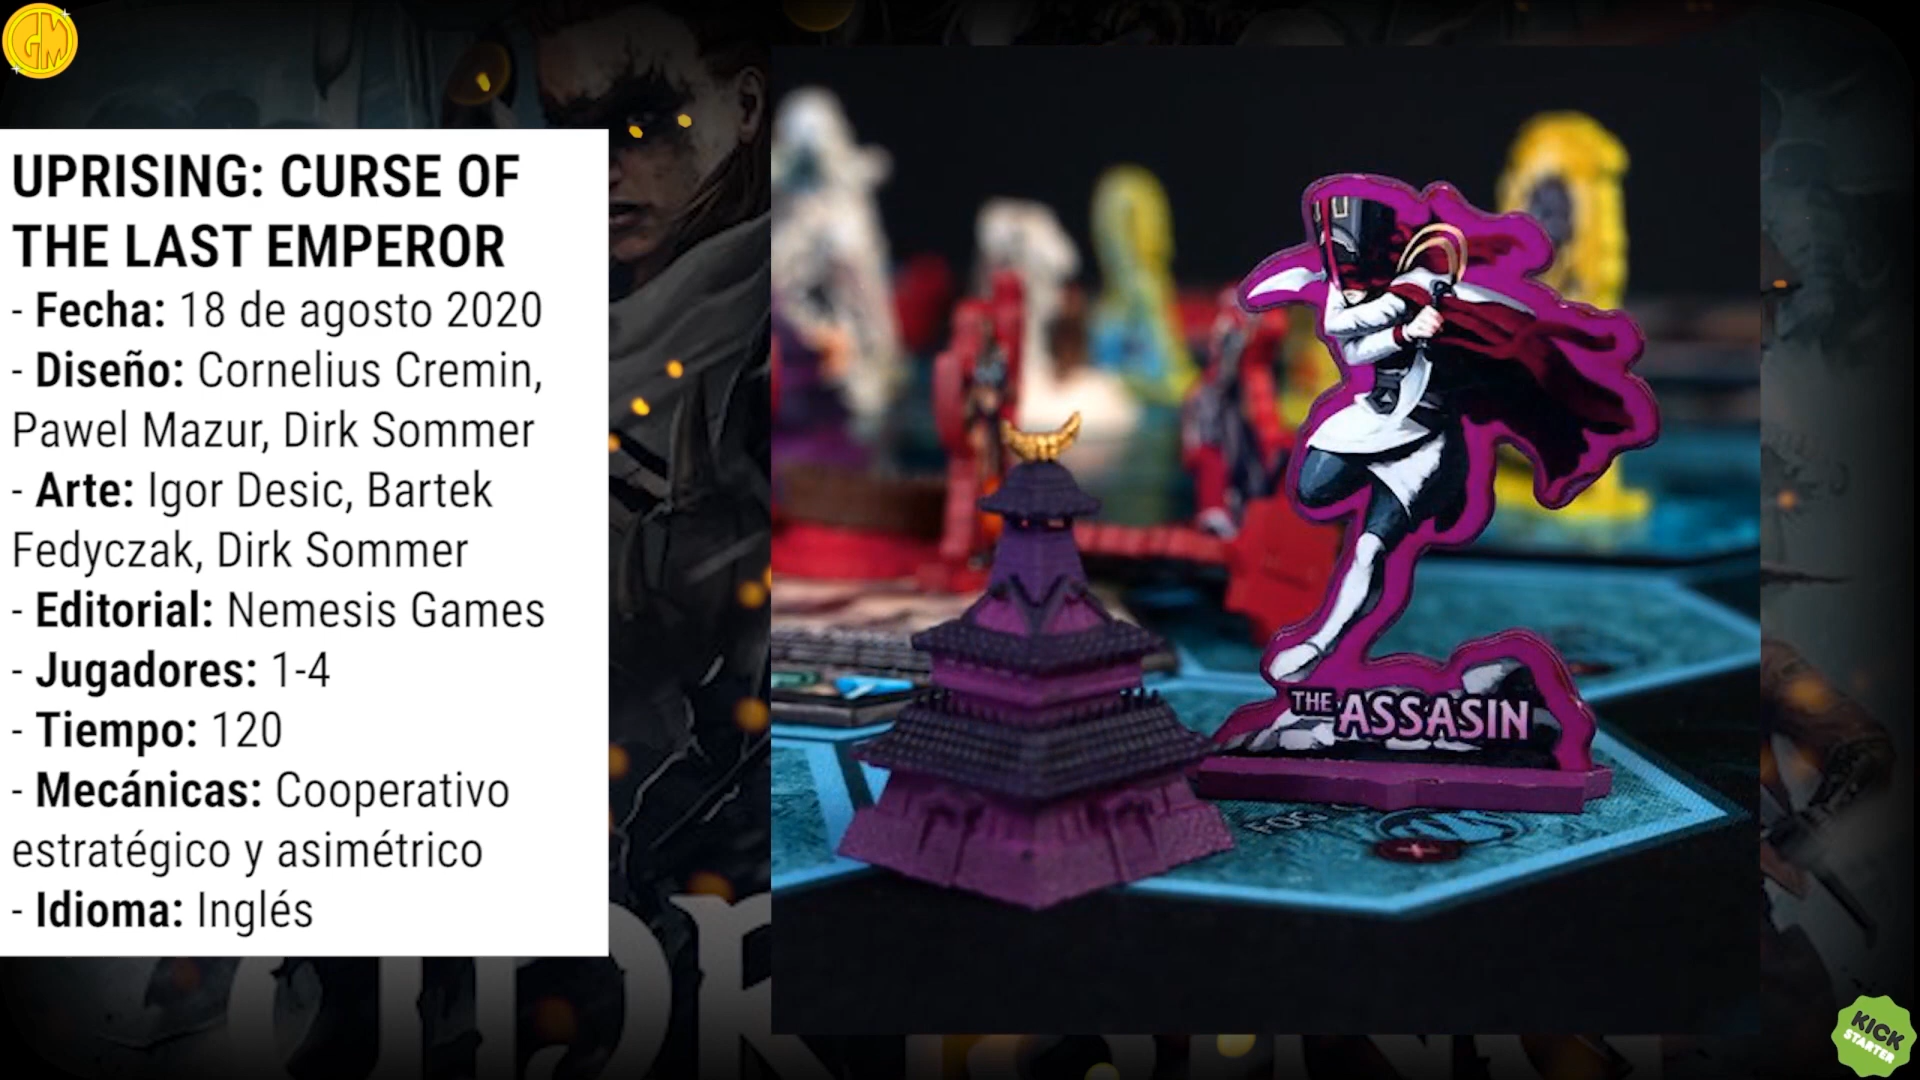 GM
UPRISING: CURSE OF
THE LAST EMPEROR
- Fecha: 18 de agosto 2020
- Diseño: Cornelius Cremin,
Pawel Mazur, Dirk Sommer
- Arte: Igor Desic, Bartek
Fedyczak, Dirk Sommer
- Editorial: Nemesis Games
- Jugadores: 1-4
- Tiempo: 120
- Mecánicas: Cooperativo
estratégico y asimétrico
- Idioma: Inglés
THE ASSASIN
FOG
KICK
STARTER